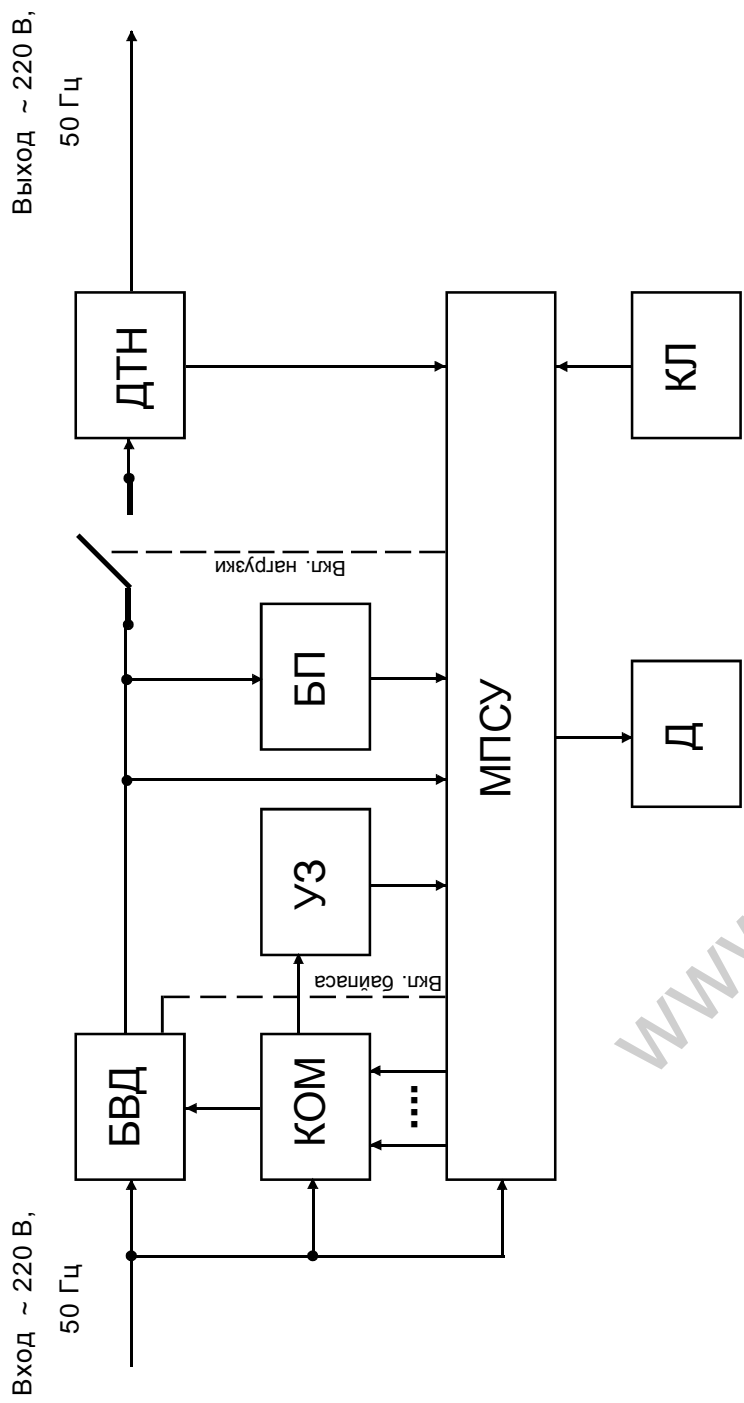 Вход ~ 220 В,
50 Гц
Выход ~ 220 В,
50 Гц
БВД
ДТН
КОМ
УЗ
БП
Вкл. байпаса
Вкл. нагрузки
....
МПСУ
Д
КЛ
www